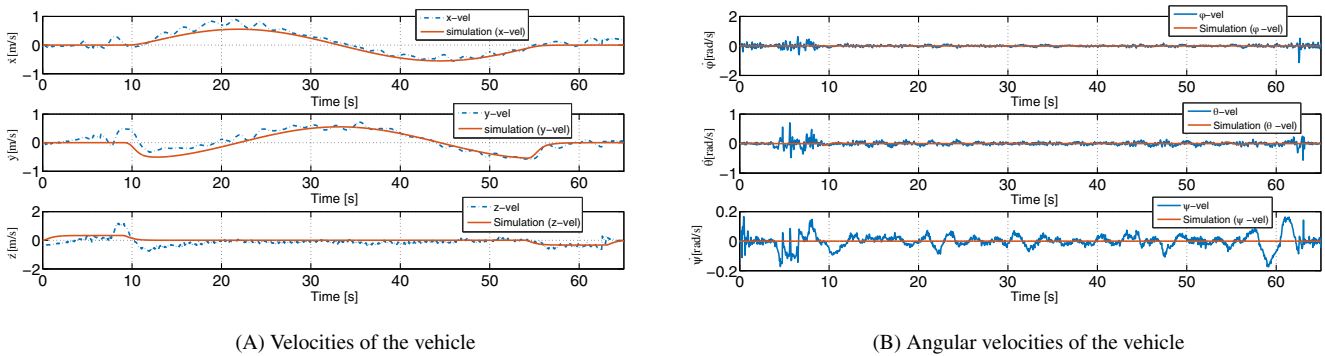 x-vel
simulation (x-vel)
ẋ[m/s]
1
0
−1
0 10 20 30 40 50 60
Time [s]
y-vel
simulation (y-vel)
ẏ[m/s]
1
0
−1
0 10 20 30 40 50 60
Time [s]
z-vel
Simulation (z-vel)
ż[m/s]
2
0
−2
0 10 20 30 40 50 60
Time [s]
(A) Velocities of the vehicle
φ-vel
Simulation (φ -vel)
φ̇[rad/s]
2
0
−2
0 10 20 30 40 50 60
Time [s]
θ-vel
Simulation (θ -vel)
θ̇[rad/s]
1
0
−1
0 10 20 30 40 50 60
Time [s]
ψ-vel
Simulation (ψ -vel)
ψ̇[rad/s]
0.2
0
−0.2
0 10 20 30 40 50 60
Time [s]
(B) Angular velocities of the vehicle